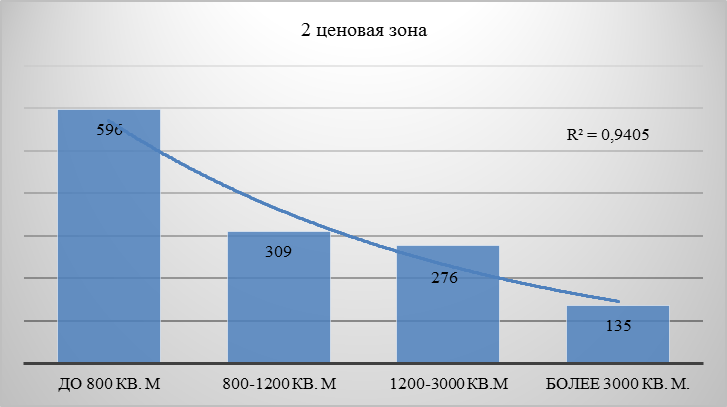 2 ценовая зона
596
R² = 0,9405
309
276
135
ДО 800 КВ. М
800-1200 КВ. М
1200-3000 КВ.М
БОЛЕЕ 3000 КВ. М.